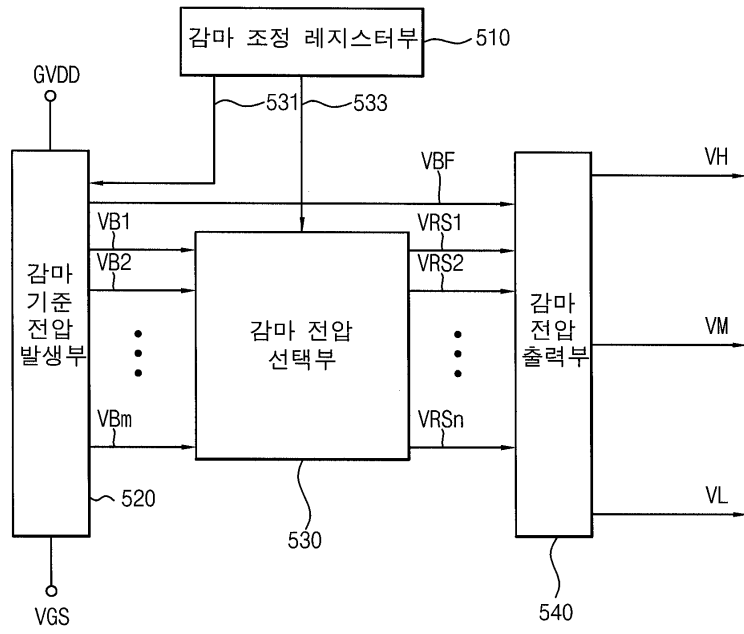 감마 조정 레지스터부
510
GVDD
531
533
VBF
VH
VB1
VRS1
VB2
VRS2
감마
기준
전압
발생부
감마 전압
선택부
감마
전압
출력부
VM
VBm
VRSn
520
VL
530
540
VGS